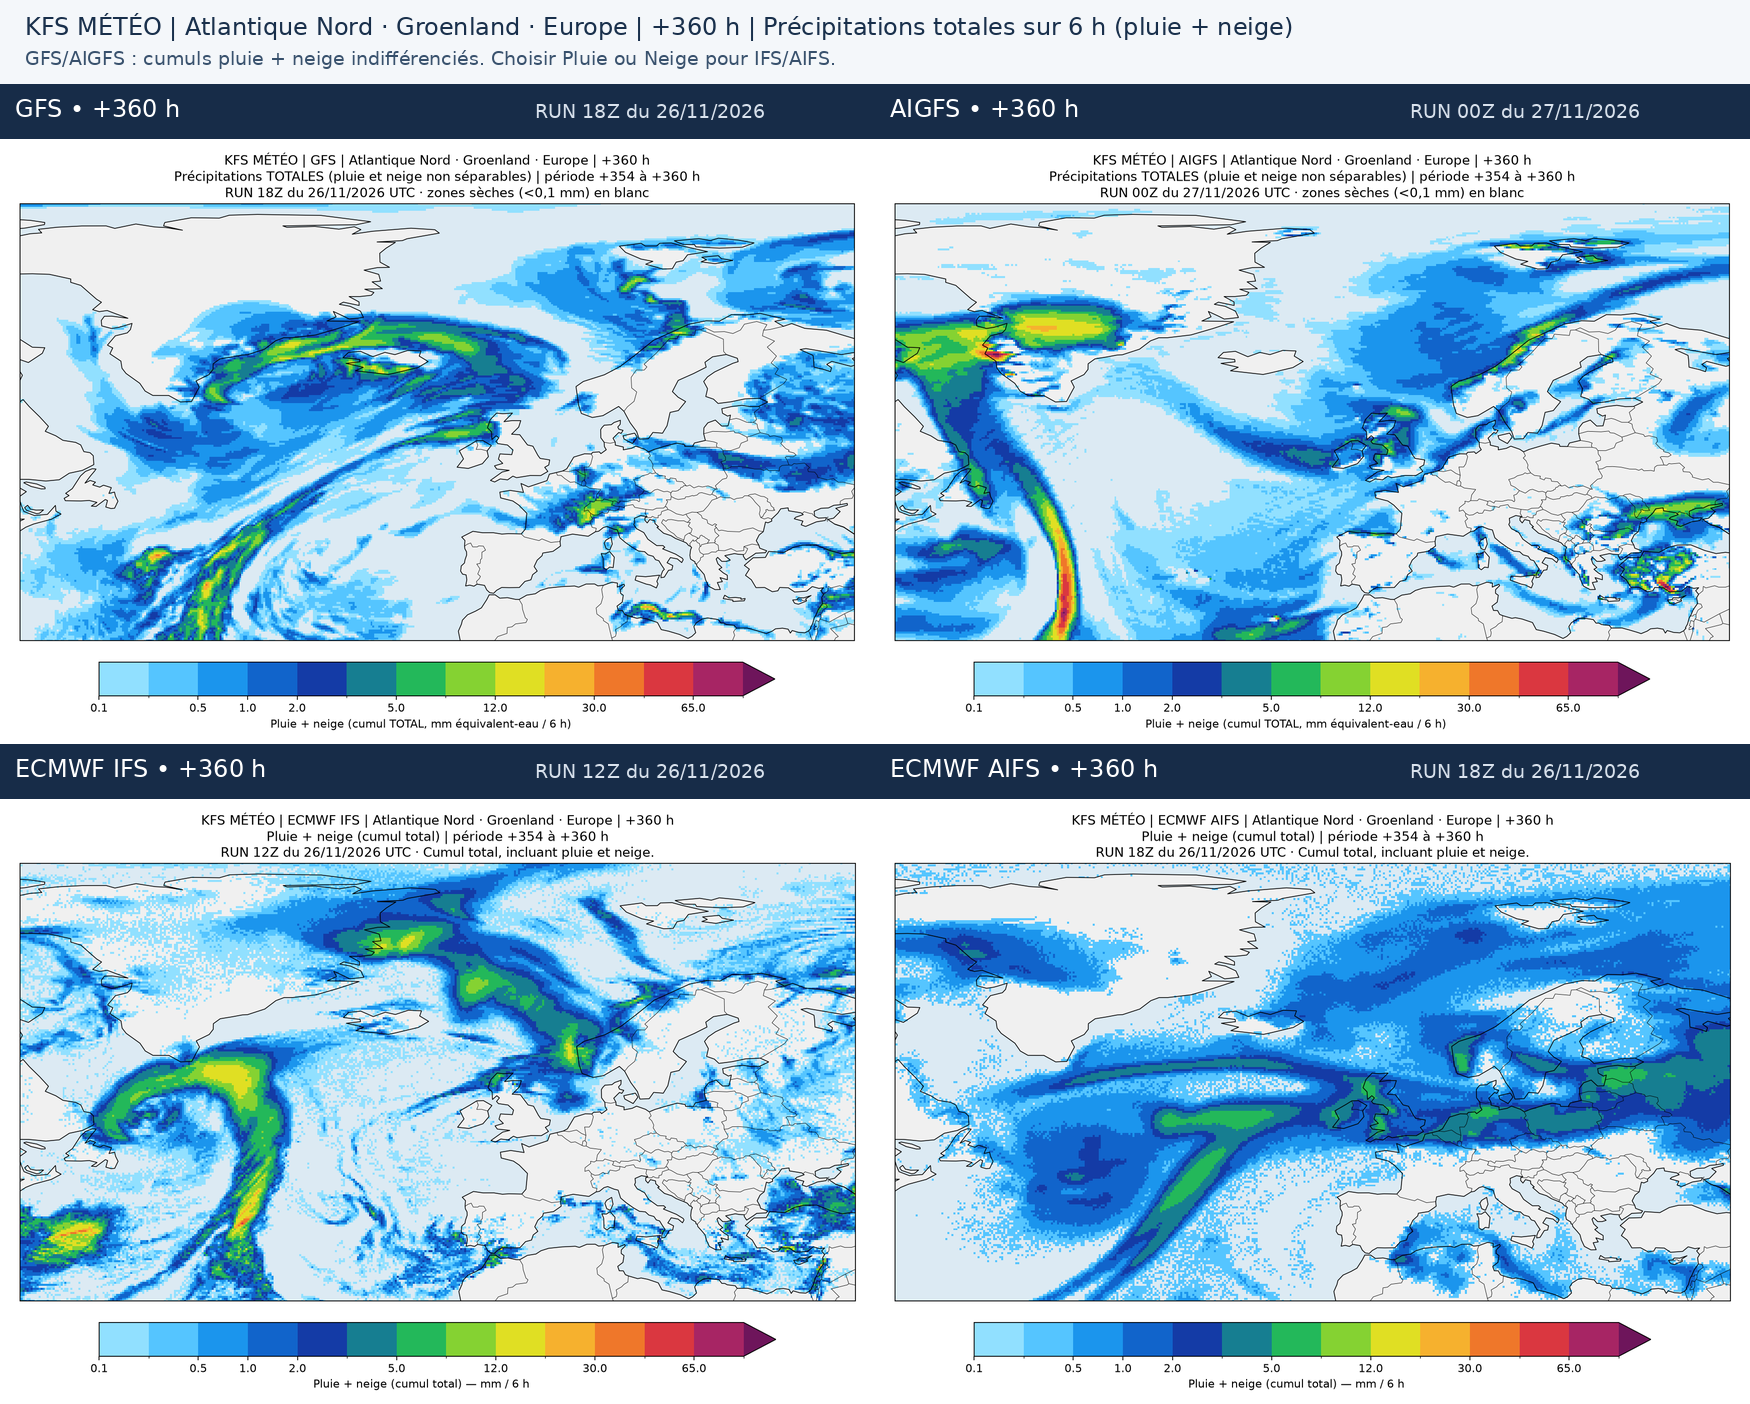 KFS MÉTÉO | Atlantique Nord · Groenland · Europe | +360 h | Précipitations totales sur 6 h (pluie + neige)
GFS/AIGFS : cumuls pluie + neige indifférenciés. Choisir Pluie ou Neige pour IFS/AIFS.
GFS • +360 h
RUN 18Z du 26/11/2026
AIGFS • +360 h
RUN 00Z du 27/11/2026
KFS MÉTÉO | GFS | Atlantique Nord · Groenland · Europe | +360 h
Précipitations TOTALES (pluie et neige non séparables) | période +354 à +360 h
RUN 18Z du 26/11/2026 UTC · zones sèches (<0,1 mm) en blanc
KFS MÉTÉO | AIGFS | Atlantique Nord · Groenland · Europe | +360 h
Précipitations TOTALES (pluie et neige non séparables) | période +354 à +360 h
RUN 00Z du 27/11/2026 UTC · zones sèches (<0,1 mm) en blanc
0.1 0.5 1.0 2.0 5.0 12.0 30.0 65.0
Pluie + neige (cumul TOTAL, mm équivalent-eau / 6 h)
0.1 0.5 1.0 2.0 5.0 12.0 30.0 65.0
Pluie + neige (cumul TOTAL, mm équivalent-eau / 6 h)
ECMWF IFS • +360 h
RUN 12Z du 26/11/2026
ECMWF AIFS • +360 h
RUN 18Z du 26/11/2026
KFS MÉTÉO | ECMWF IFS | Atlantique Nord · Groenland · Europe | +360 h
Pluie + neige (cumul total) | période +354 à +360 h
RUN 12Z du 26/11/2026 UTC · Cumul total, incluant pluie et neige.
KFS MÉTÉO | ECMWF AIFS | Atlantique Nord · Groenland · Europe | +360 h
Pluie + neige (cumul total) | période +354 à +360 h
RUN 18Z du 26/11/2026 UTC · Cumul total, incluant pluie et neige.
0.1 0.5 1.0 2.0 5.0 12.0 30.0 65.0
Pluie + neige (cumul total) — mm / 6 h
0.1 0.5 1.0 2.0 5.0 12.0 30.0 65.0
Pluie + neige (cumul total) — mm / 6 h